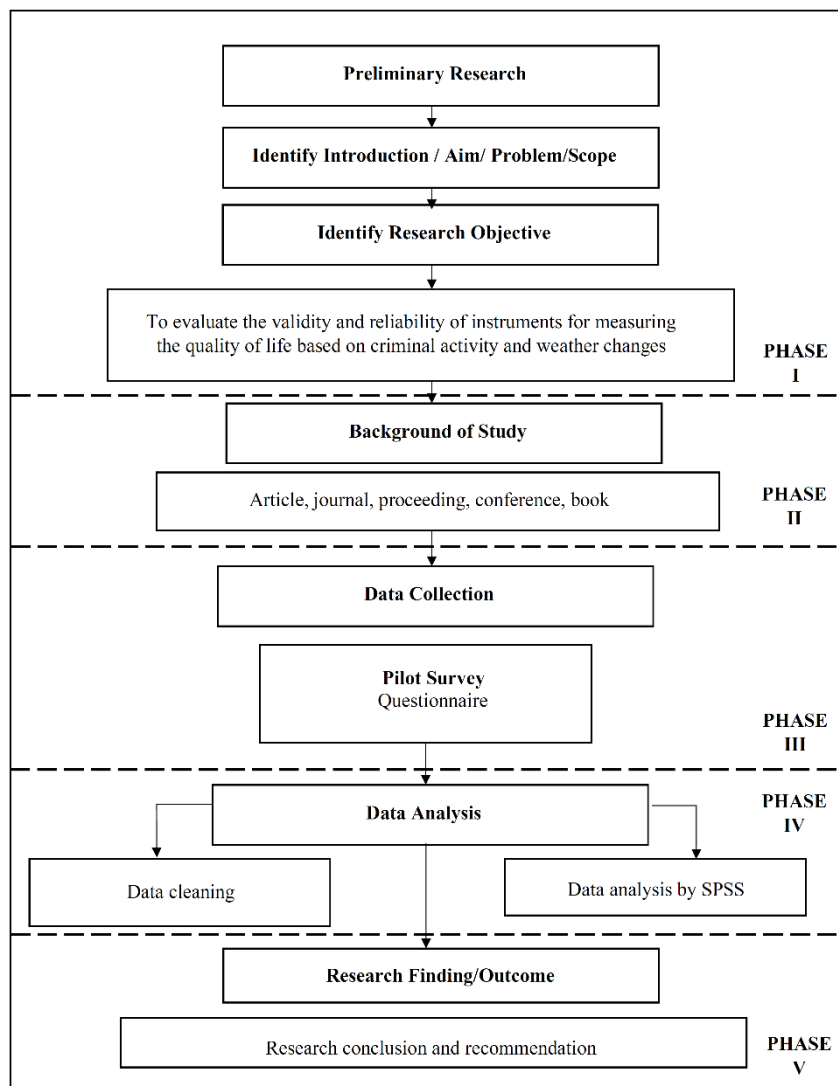 Preliminary Research
Identify Introduction / Aim/ Problem/Scope
Identify Research Objective
To evaluate the validity and reliability of instruments for measuring
the quality of life based on criminal activity and weather changes
PHASE
I
Background of Study
Article, journal, proceeding, conference, book
PHASE
II
Data Collection
Pilot Survey
Questionnaire
PHASE
III
Data Analysis
PHASE
IV
Data cleaning
Data analysis by SPSS
Research Finding/Outcome
Research conclusion and recommendation
PHASE
V